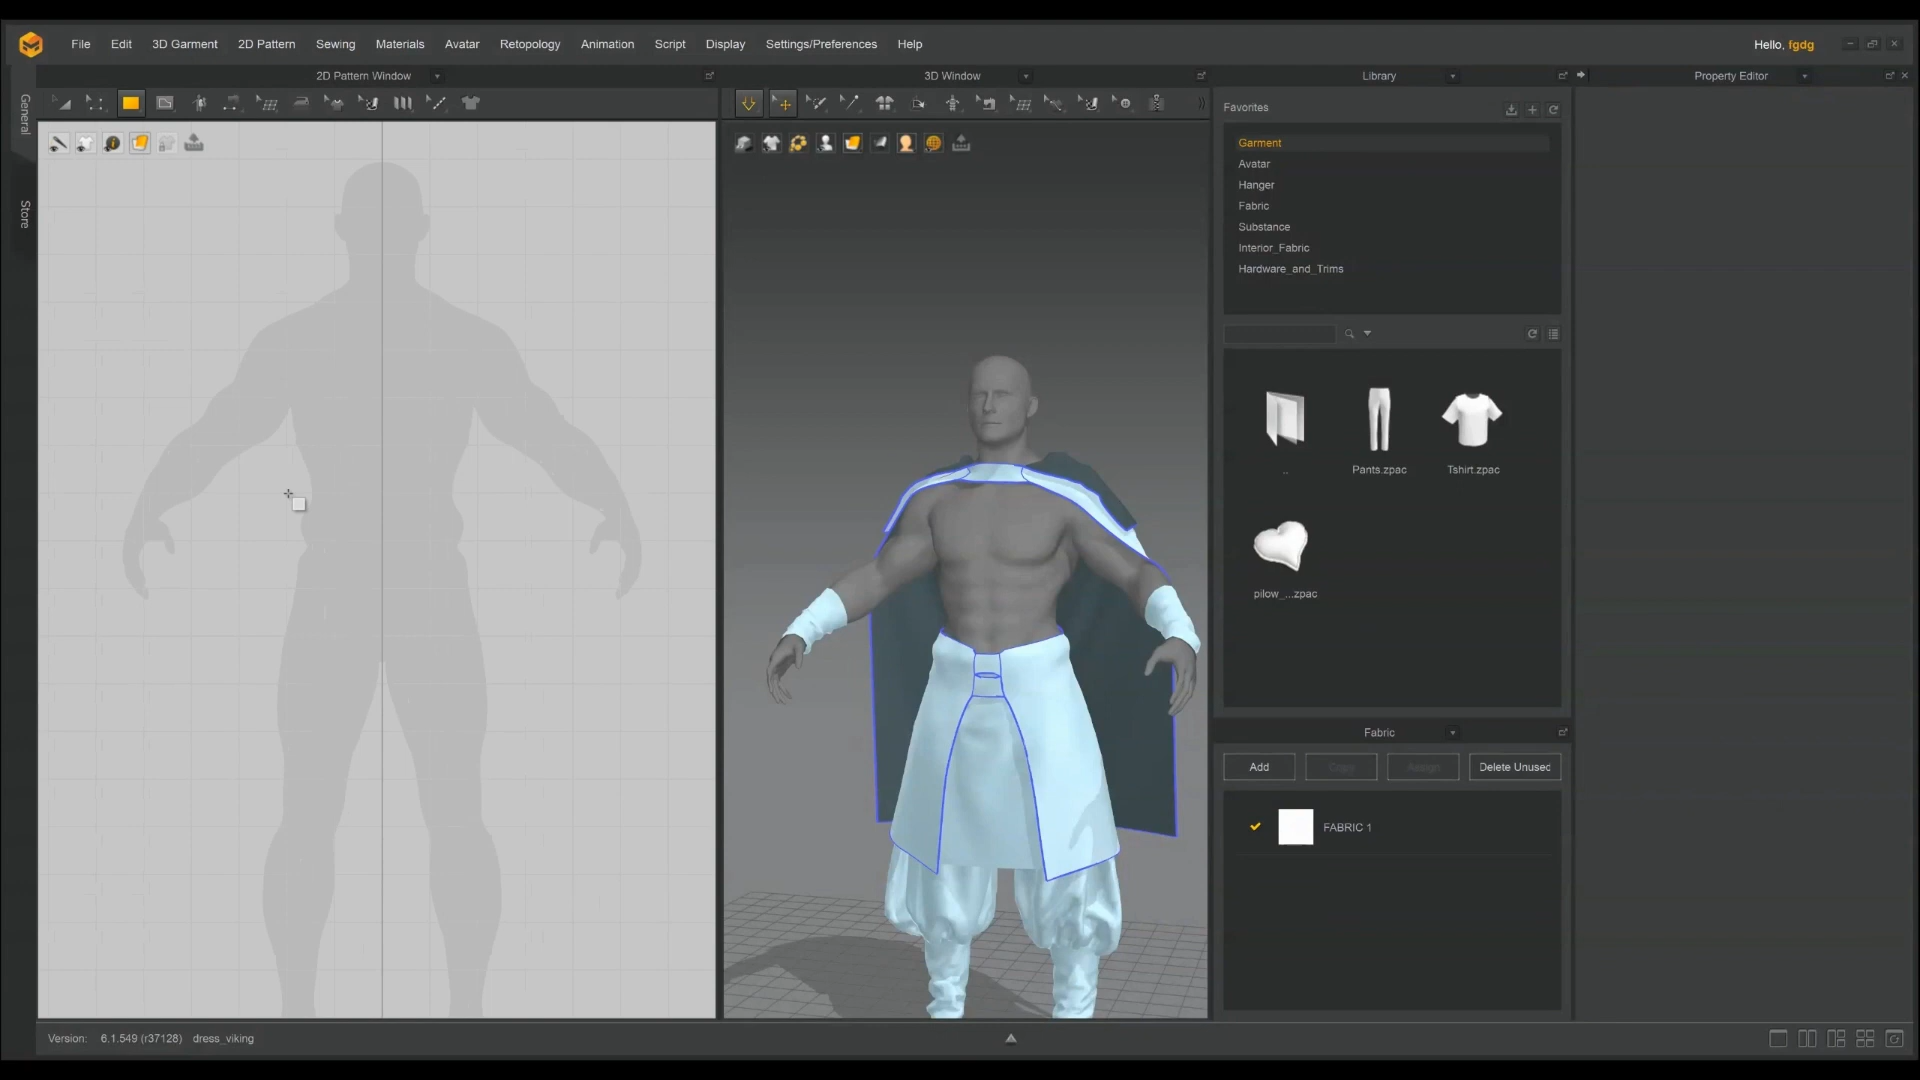 File Edit 3D Garment 2D Pattern Sewing Materials Avatar Retopology Animation Script Display Settings/Preferences Help
Hello, fgdg
2D Pattern Window
3D Window
Library
Property Editor
General
Store
Favorites
Garment
Avatar
Hanger
Fabric
Substance
Interior_Fabric
Hardware_and_Trims
..
Pants.zpac
Tshirt.zpac
pilow_...zpac
Fabric
Add Copy Assign Delete Unused
FABRIC 1
Version: 6.1.549 (r37128) dress_viking